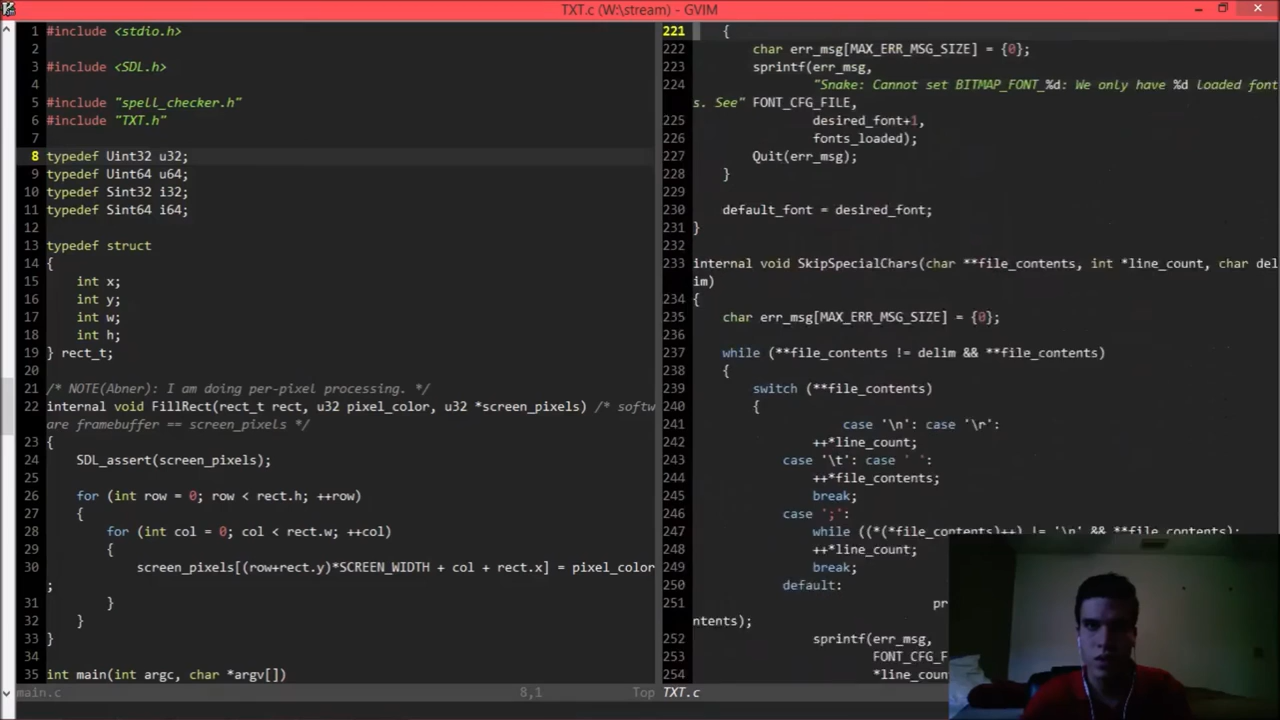 TXT.c (W:\stream) - GVIM
1 #include <stdio.h>
2
3 #include <SDL.h>
4
5 #include "spell_checker.h"
6 #include "TXT.h"
7
8 typedef Uint32 u32;
9 typedef Uint64 u64;
10 typedef Sint32 i32;
11 typedef Sint64 i64;
12
13 typedef struct
14 {
15     int x;
16     int y;
17     int w;
18     int h;
19 } rect_t;
20
21 /* NOTE(Abner): I am doing per-pixel processing. */
22 internal void FillRect(rect_t rect, u32 pixel_color, u32 *screen_pixels) /* softw
are framebuffer == screen_pixels */
23 {
24     SDL_assert(screen_pixels);
25
26     for (int row = 0; row < rect.h; ++row)
27     {
28         for (int col = 0; col < rect.w; ++col)
29         {
30             screen_pixels[(row+rect.y)*SCREEN_WIDTH + col + rect.x] = pixel_color
;
31         }
32     }
33 }
34
35 int main(int argc, char *argv[])
main.c 8,1 Top
221     {
222         char err_msg[MAX_ERR_MSG_SIZE] = {0};
223         sprintf(err_msg,
224                 "Snake: Cannot set BITMAP_FONT_%d: We only have %d loaded font
s. See" FONT_CFG_FILE,
225                 desired_font+1,
226                 fonts_loaded);
227         Quit(err_msg);
228     }
229
230     default_font = desired_font;
231 }
232
233 internal void SkipSpecialChars(char **file_contents, int *line_count, char del
im)
234 {
235     char err_msg[MAX_ERR_MSG_SIZE] = {0};
236
237     while (**file_contents != delim && **file_contents)
238     {
239         switch (**file_contents)
240         {
241                     case '\n': case '\r':
242                 ++*line_count;
243             case '\t': case ' ':
244                 ++*file_contents;
245                 break;
246             case ';':
247                 while ((*(*file_contents)++) != '\n' && **file_contents);
248                 ++*line_count;
249                 break;
250             default:
251                             pr
ntents);
252                 sprintf(err_msg,
253                         FONT_CFG_F
254                         *line_count,
TXT.c